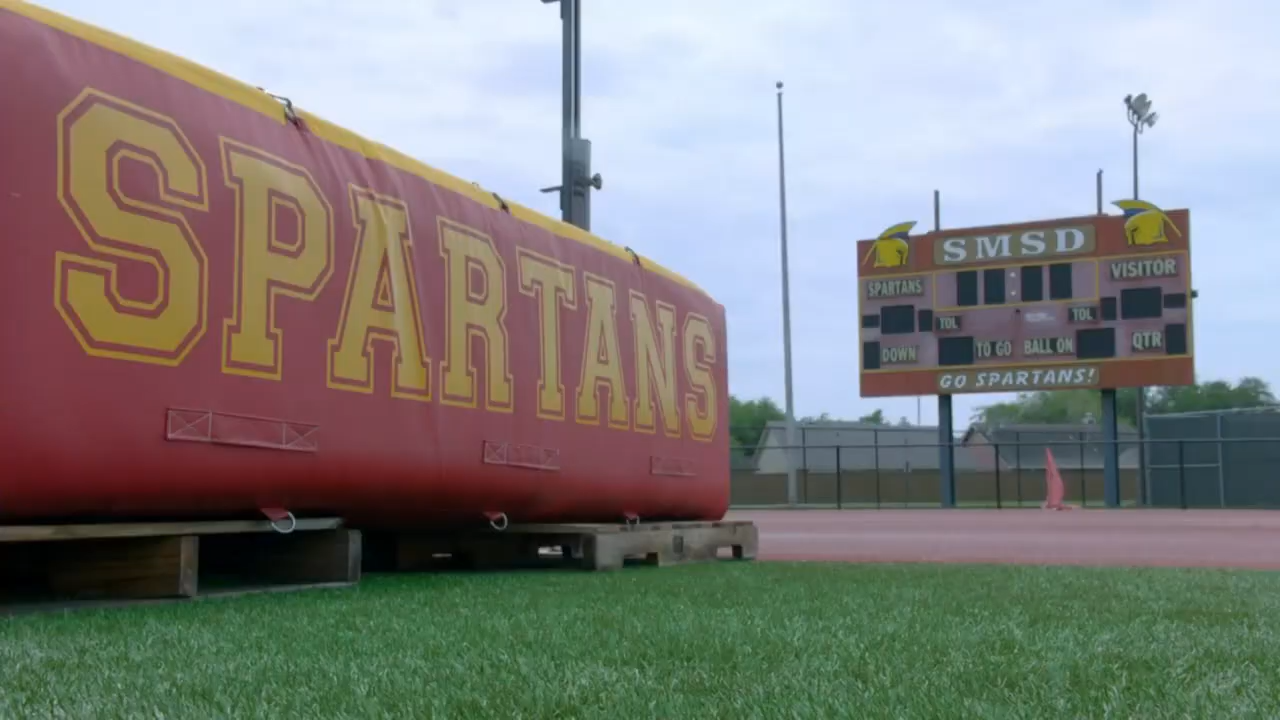 SPARTANS
SMSD
SPARTANS
VISITOR
TOL
TOL
DOWN
TO GO
BALL ON
QTR
GO SPARTANS!